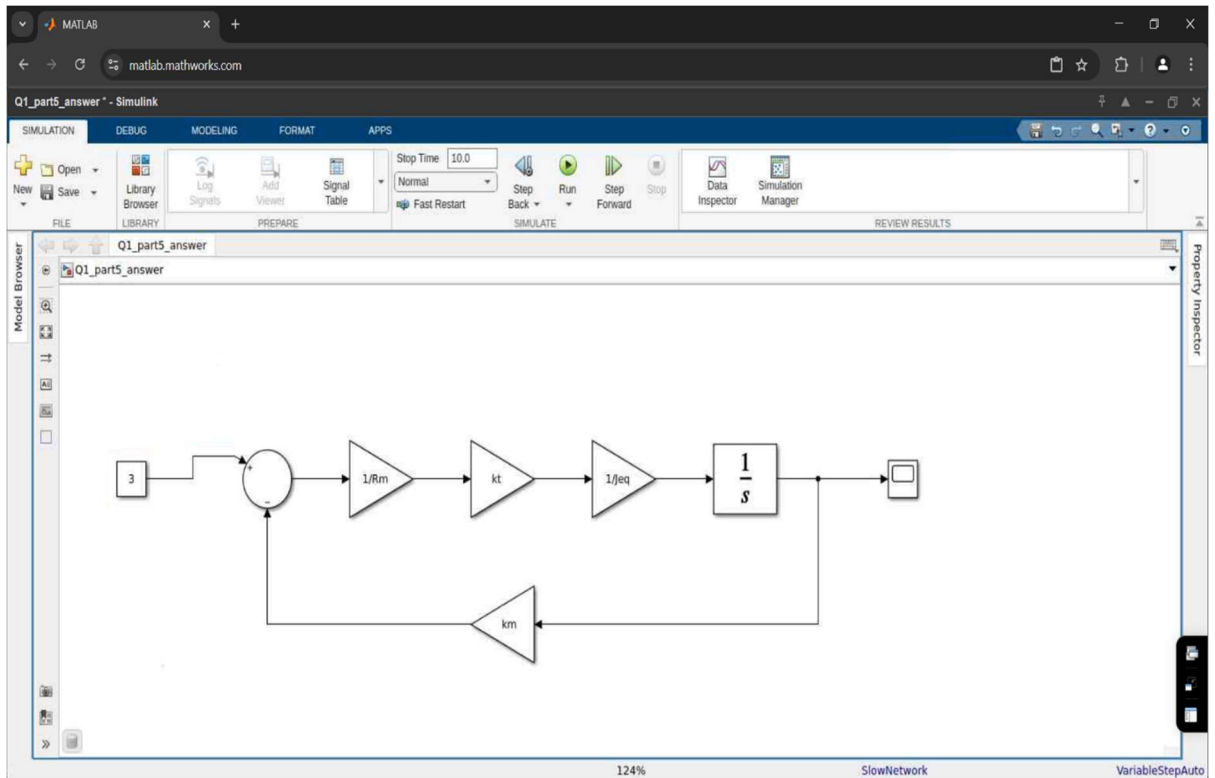 MATLAB
matlab.mathworks.com
Q1_part5_answer * - Simulink
SIMULATION DEBUG MODELING FORMAT APPS
New
Open
Save
FILE
Library
Browser
LIBRARY
Log
Signals
Add
Viewer
Signal
Table
PREPARE
Stop Time 10.0
Normal
Fast Restart
Step
Back
Run
Step
Forward
Stop
SIMULATE
Data
Inspector
Simulation
Manager
REVIEW RESULTS
Model Browser
Q1_part5_answer
Q1_part5_answer
Property Inspector
3
+
−
1/Rm
kt
1/Jeq
1
s
km
124% SlowNetwork VariableStepAuto